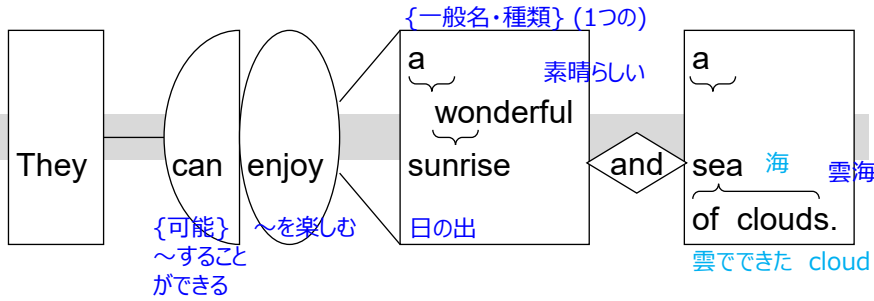 {一般名・種類} (1つの)
a
素晴らしい
wonderful
They
can
enjoy
sunrise
and
a
sea
海
雲海
of clouds.
{可能}
～すること
ができる
～を楽しむ
日の出
雲でできた cloud